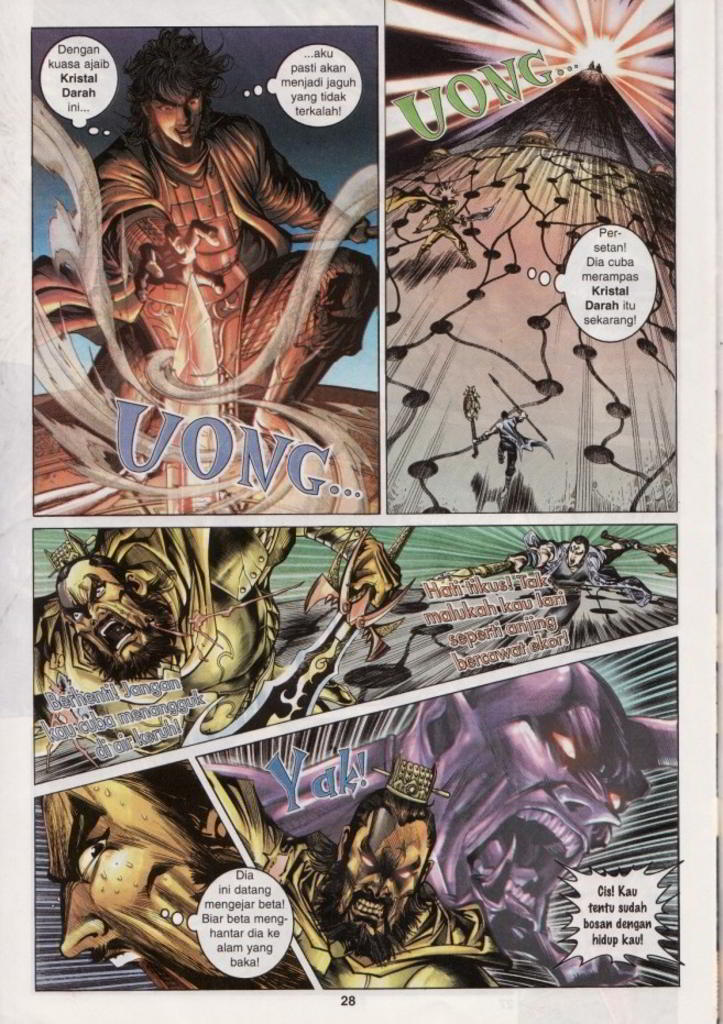 Dengan
kuasa ajaib
Kristal
Darah
ini...
...aku
pasti akan
menjadi jaguh
yang tidak
terkalah!
UONG...
UONG...
Per-
setan!
Dia cuba
merampas
Kristal
Darah itu
sekarang!
Hati tikus! Tak
malukah kau lari
seperti anjing
bercawat ekor!
Berhenti! Jangan
kau cuba menangguk
di air keruh!
Yak!
Dia
ini datang
mengejar beta!
Biar beta meng-
hantar dia ke
alam yang
baka!
Cis! Kau
tentu sudah
bosan dengan
hidup kau!
28